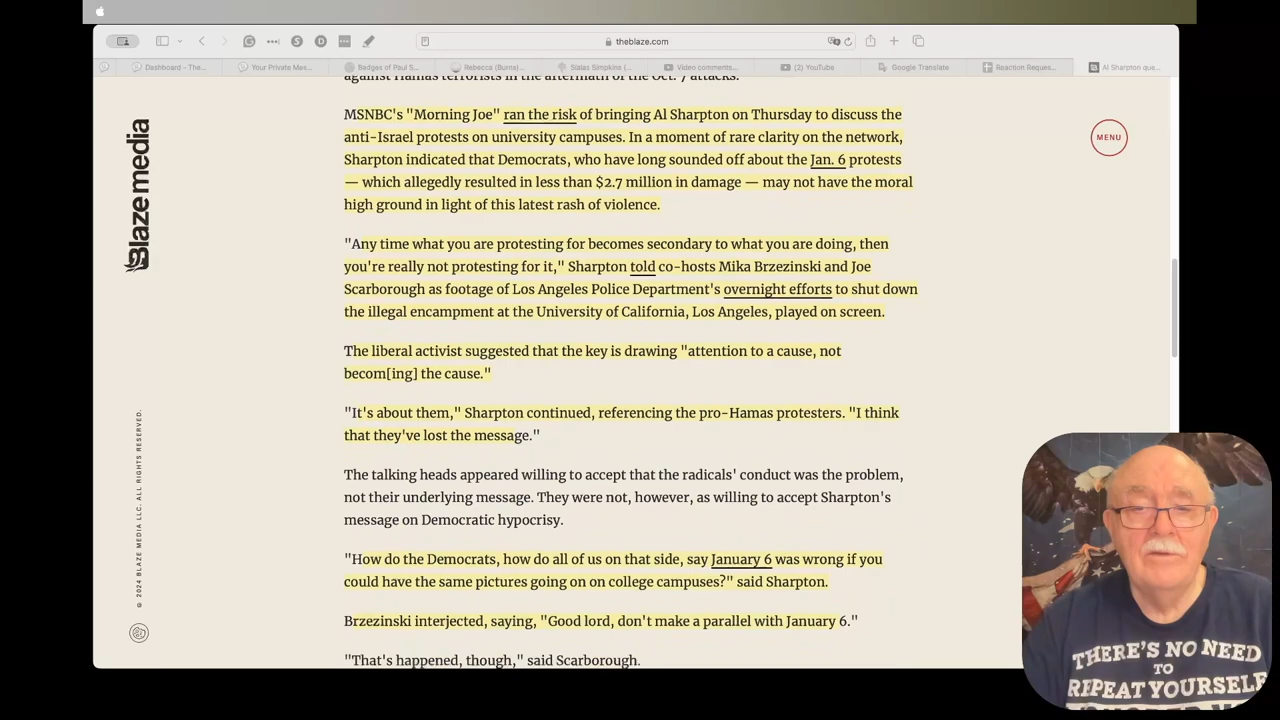 theblaze.com
Dashboard - The...
Your Private Mes...
Badges of Paul S...
Rebecca (Burns)...
Sialas Simpkins (...
Video comments...
(2) YouTube
Google Translate
Reaction Reques...
Al Sharpton que...
against Hamas terrorists in the aftermath of the Oct. 7 attacks.
MSNBC's "Morning Joe" ran the risk of bringing Al Sharpton on Thursday to discuss the
anti-Israel protests on university campuses. In a moment of rare clarity on the network,
Sharpton indicated that Democrats, who have long sounded off about the Jan. 6 protests
— which allegedly resulted in less than $2.7 million in damage — may not have the moral
high ground in light of this latest rash of violence.
"Any time what you are protesting for becomes secondary to what you are doing, then
you're really not protesting for it," Sharpton told co-hosts Mika Brzezinski and Joe
Scarborough as footage of Los Angeles Police Department's overnight efforts to shut down
the illegal encampment at the University of California, Los Angeles, played on screen.
The liberal activist suggested that the key is drawing "attention to a cause, not
becom[ing] the cause."
"It's about them," Sharpton continued, referencing the pro-Hamas protesters. "I think
that they've lost the message."
The talking heads appeared willing to accept that the radicals' conduct was the problem,
not their underlying message. They were not, however, as willing to accept Sharpton's
message on Democratic hypocrisy.
"How do the Democrats, how do all of us on that side, say January 6 was wrong if you
could have the same pictures going on on college campuses?" said Sharpton.
Brzezinski interjected, saying, "Good lord, don't make a parallel with January 6."
"That's happened, though," said Scarborough.
Blaze media
© 2024 BLAZE MEDIA LLC. ALL RIGHTS RESERVED.
MENU
THERE'S NO NEED
TO
REPEAT YOURSELF